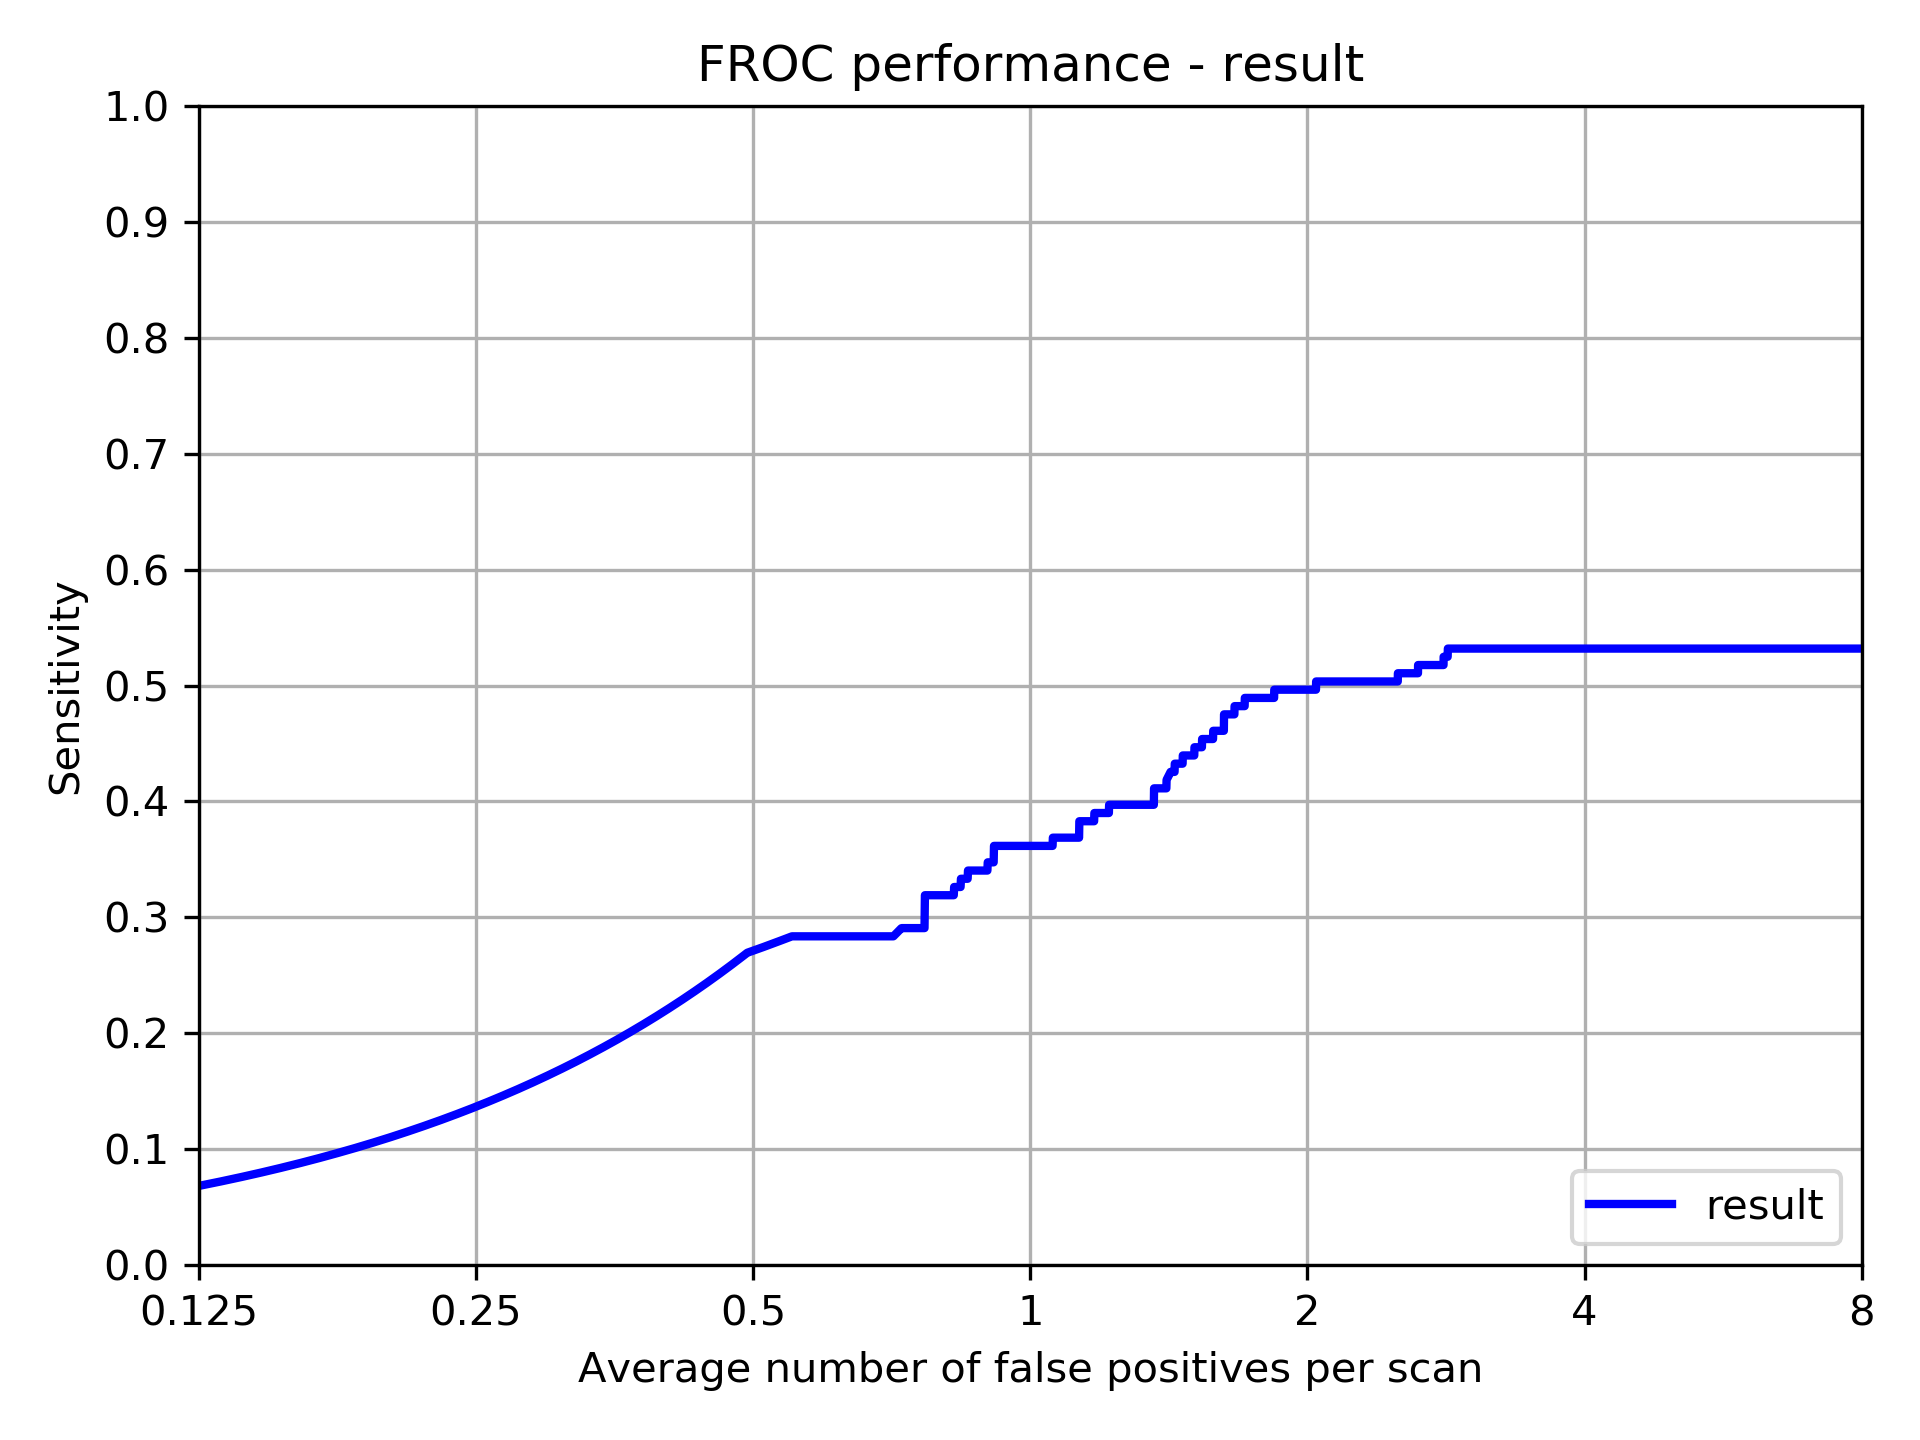 FROC performance - result
1.0
0.9
0.8
0.7
0.6
0.5
0.4
0.3
0.2
0.1
0.0
Sensitivity
result
0.125 0.25 0.5 1 2 4 8
Average number of false positives per scan